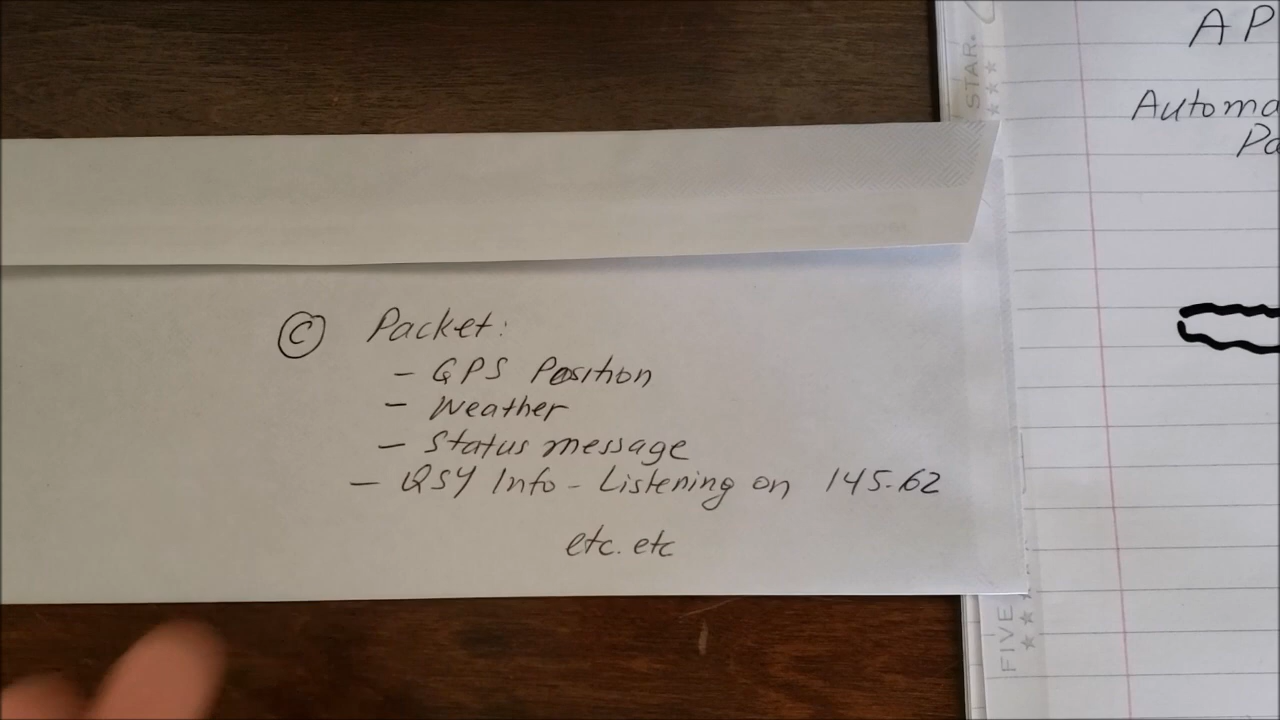 © Packet:
- GPS Position
- Weather
- Status message
- QSY Info - Listening on 145.62
etc. etc
AP
Automa
Pa
STAR.
FIVE